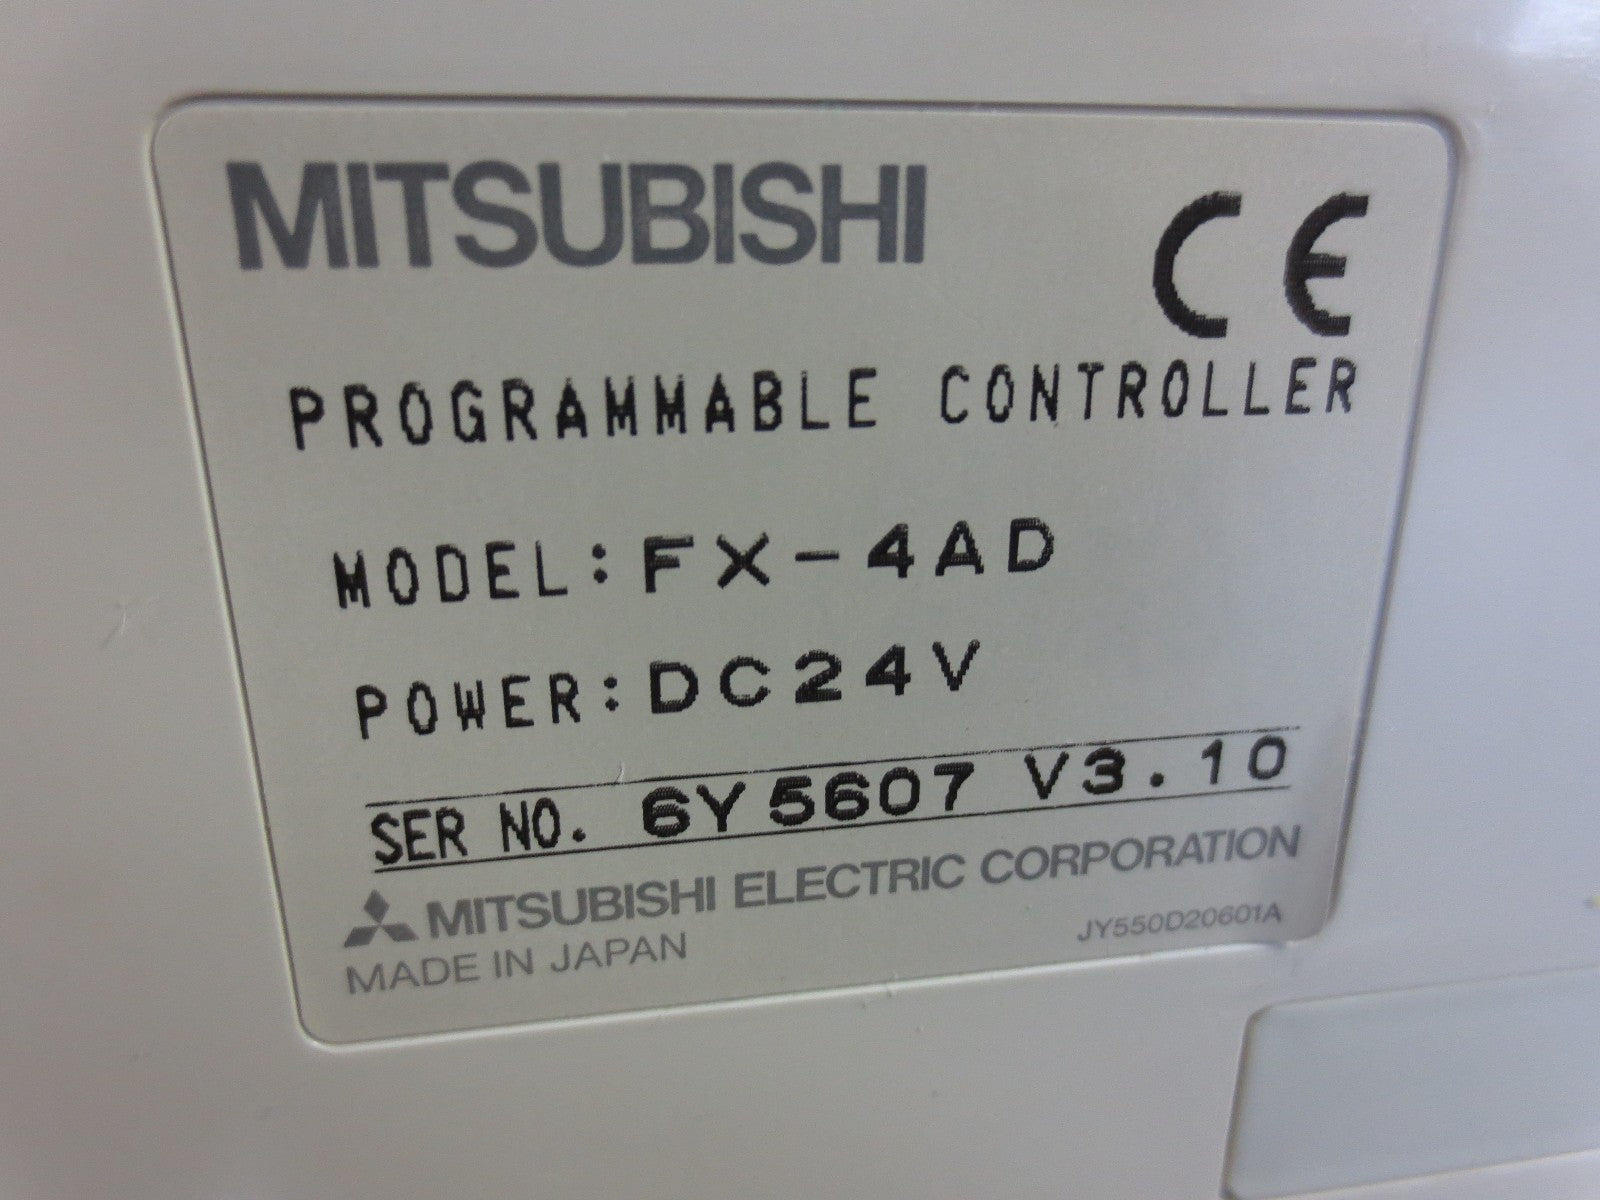 MITSUBISHI
CE
PROGRAMMABLE CONTROLLER
MODEL: FX-4AD
POWER: DC24V
SER NO. 6Y5607 V3.10
MITSUBISHI ELECTRIC CORPORATION
MADE IN JAPAN
JY550D20601A